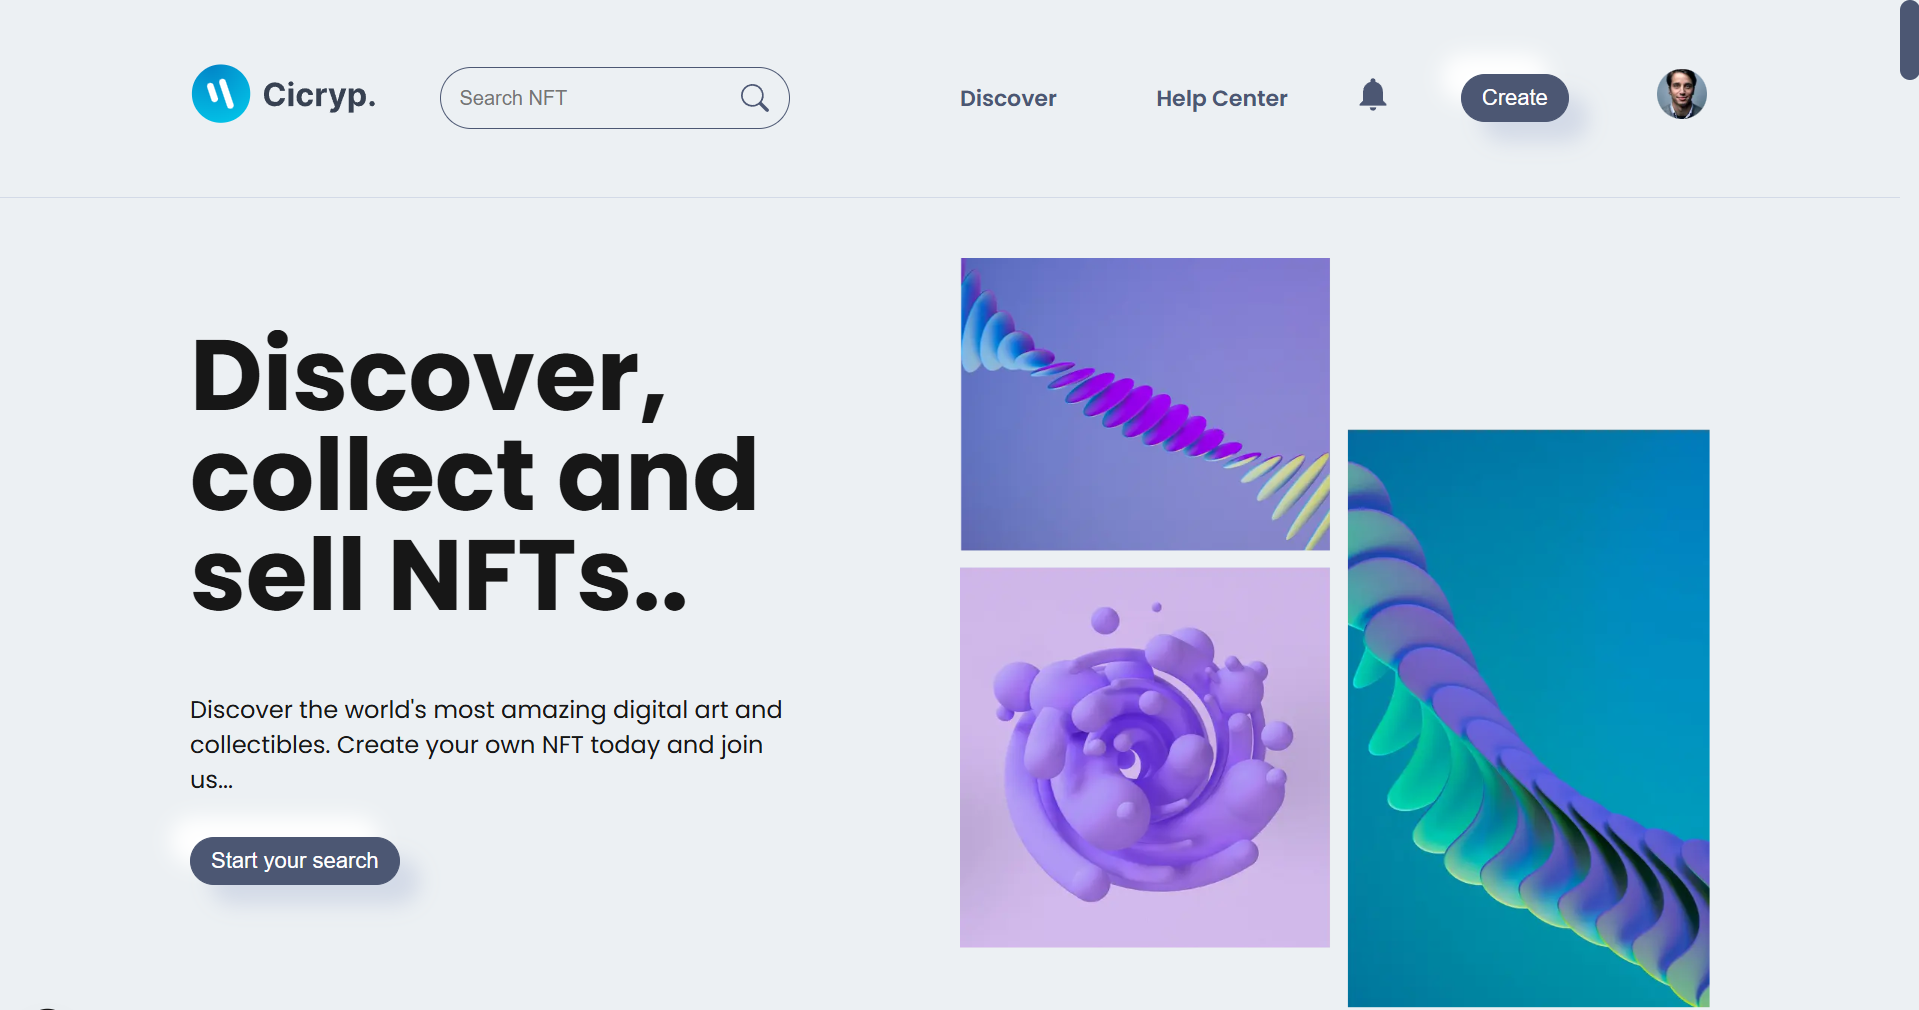 Cicryp.
Search NFT
Discover
Help Center
Create
Discover,
collect and
sell NFTs..
Discover the world's most amazing digital art and
collectibles. Create your own NFT today and join
us...
Start your search